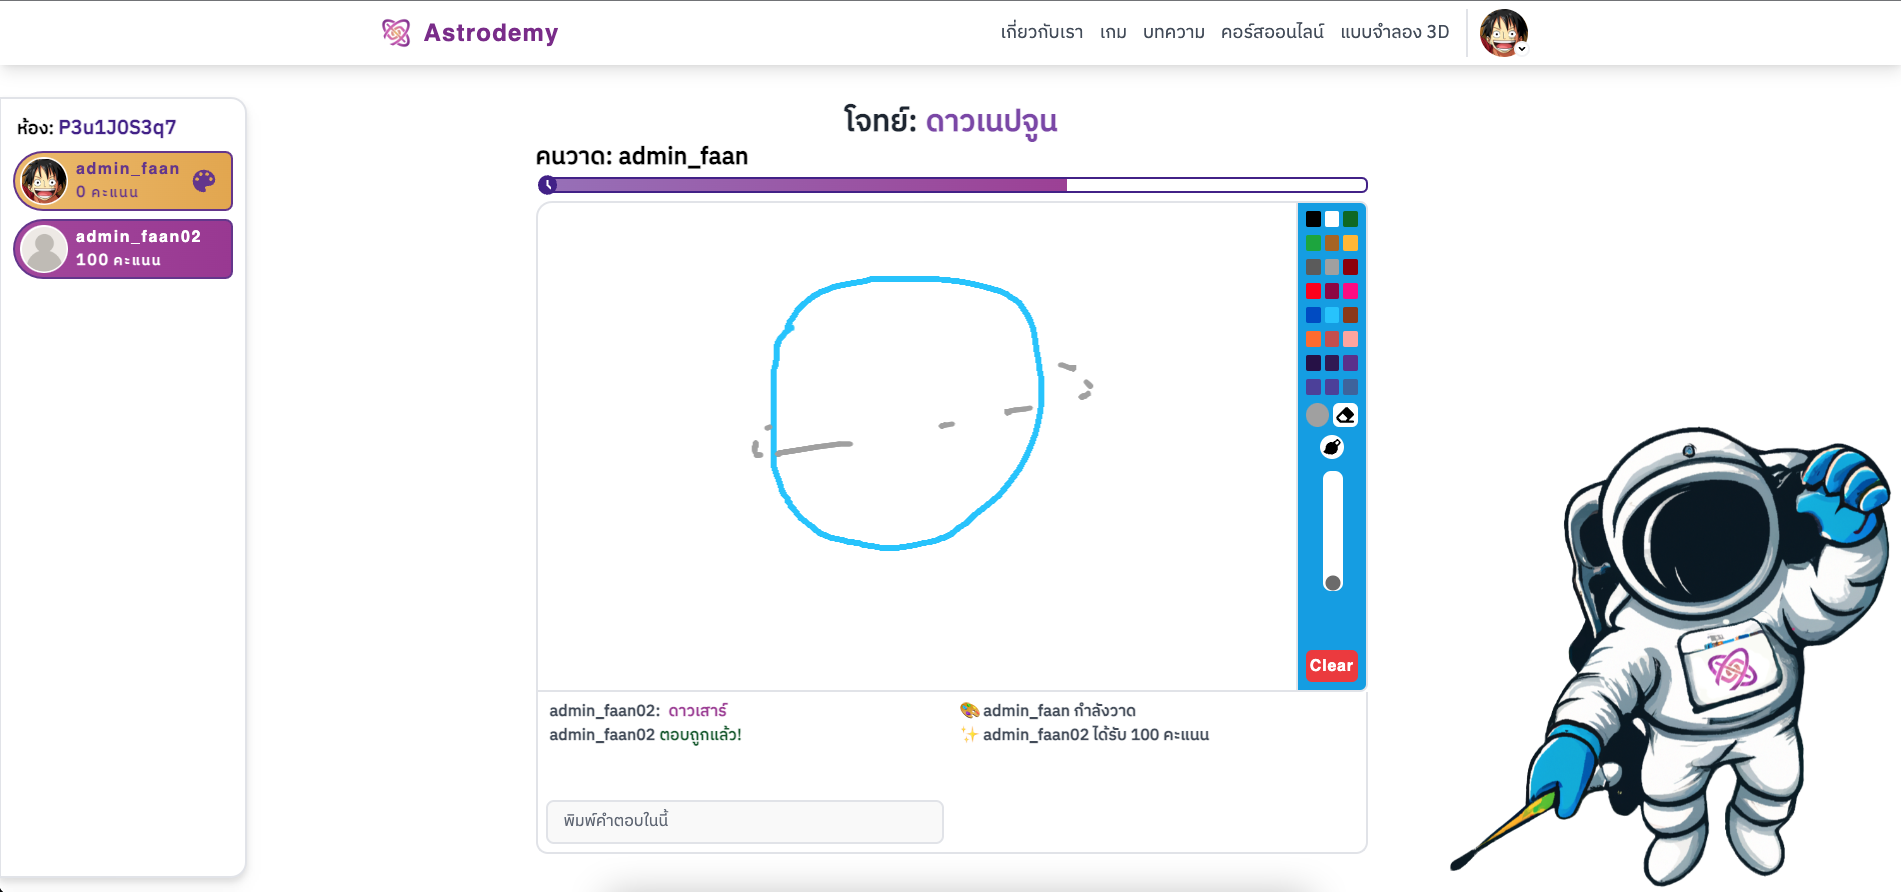 Astrodemy
เกี่ยวกับเรา เกม บทความ คอร์สออนไลน์ แบบจำลอง 3D
ห้อง: P3u1J0S3q7
admin_faan
0 คะแนน
admin_faan02
100 คะแนน
โจทย์: ดาวเนปจูน
คนวาด: admin_faan
Clear
admin_faan02: ดาวเสาร์
admin_faan02 ตอบถูกแล้ว!
🎨 admin_faan กำลังวาด
✨ admin_faan02 ได้รับ 100 คะแนน
พิมพ์คำตอบในนี้